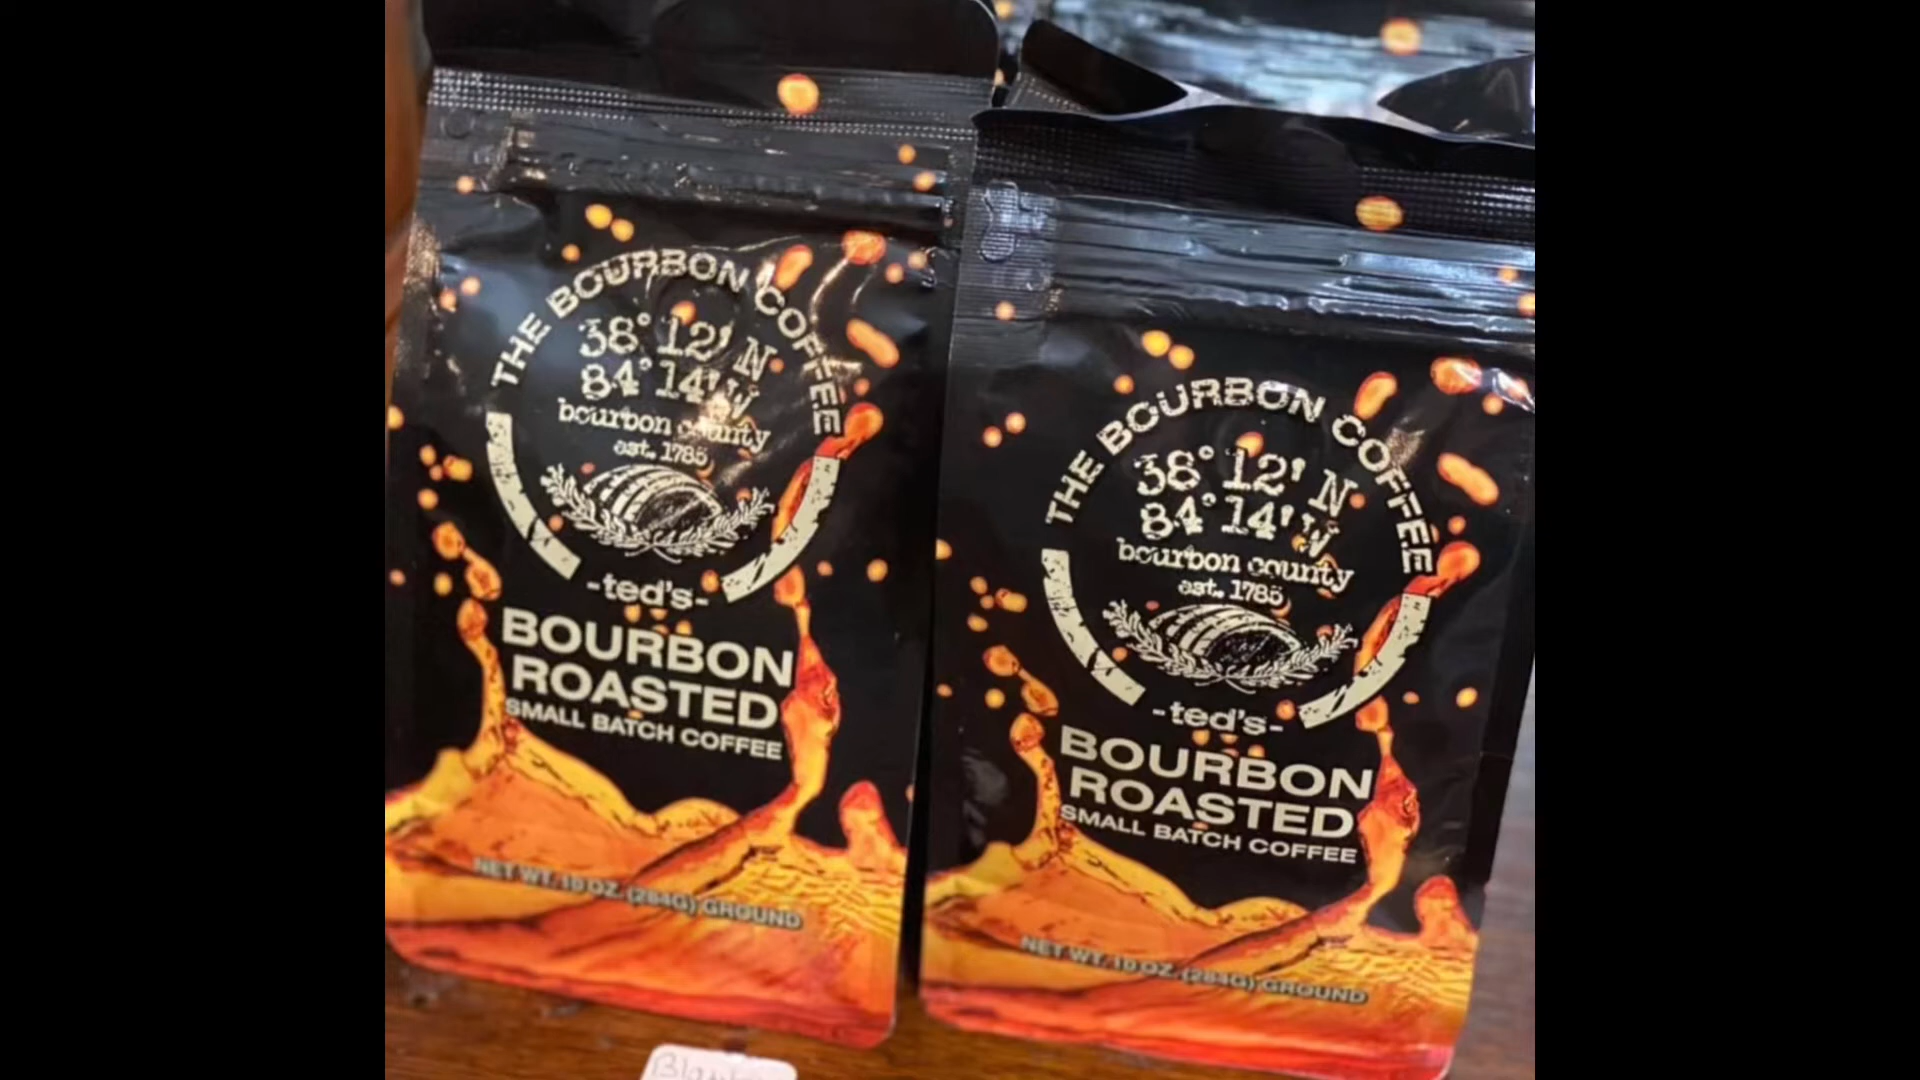 THE BOURBON COFFEE
38° 12' N
84° 14' W
bourbon county
est. 1785
-ted's-
BOURBON
ROASTED
SMALL BATCH COFFEE
NET WT. 10 OZ. (284G) GROUND
THE BOURBON COFFEE
38° 12' N
84° 14' W
bourbon county
est. 1785
-ted's-
BOURBON
ROASTED
SMALL BATCH COFFEE
NET WT. 10 OZ. (284G) GROUND